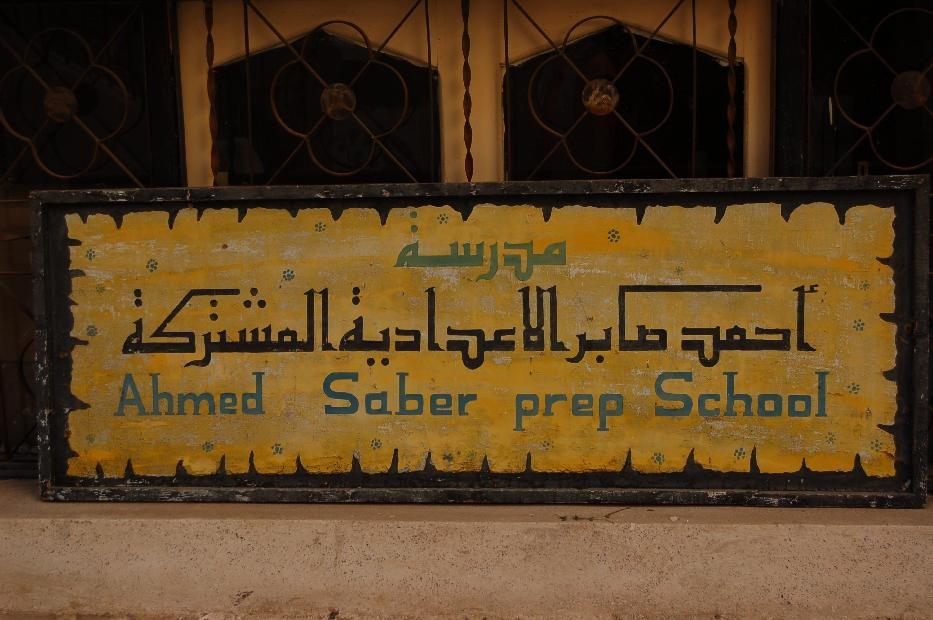 مدرسة
أحمد صابر الاعدادية المشتركة
Ahmed Saber prep School